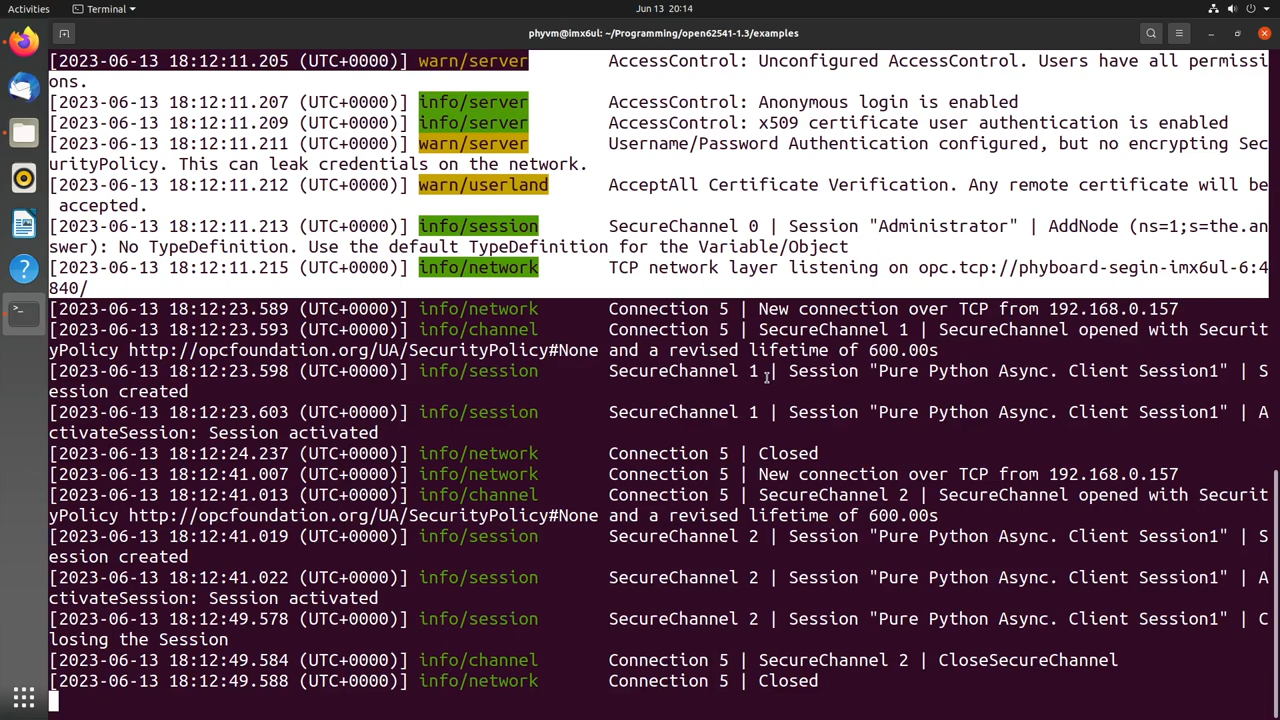 Activities
Terminal
Jun 13 20:14
phyvm@imx6ul: ~/Programming/open62541-1.3/examples
[2023-06-13 18:12:11.205 (UTC+0000)] warn/server AccessControl: Unconfigured AccessControl. Users have all permissi
ons.
[2023-06-13 18:12:11.207 (UTC+0000)] info/server AccessControl: Anonymous login is enabled
[2023-06-13 18:12:11.209 (UTC+0000)] info/server AccessControl: x509 certificate user authentication is enabled
[2023-06-13 18:12:11.211 (UTC+0000)] warn/server Username/Password Authentication configured, but no encrypting Sec
urityPolicy. This can leak credentials on the network.
[2023-06-13 18:12:11.212 (UTC+0000)] warn/userland AcceptAll Certificate Verification. Any remote certificate will be
accepted.
[2023-06-13 18:12:11.213 (UTC+0000)] info/session SecureChannel 0 | Session "Administrator" | AddNode (ns=1;s=the.an
swer): No TypeDefinition. Use the default TypeDefinition for the Variable/Object
[2023-06-13 18:12:11.215 (UTC+0000)] info/network TCP network layer listening on opc.tcp://phyboard-segin-imx6ul-6:4
840/
[2023-06-13 18:12:23.589 (UTC+0000)] info/network Connection 5 | New connection over TCP from 192.168.0.157
[2023-06-13 18:12:23.593 (UTC+0000)] info/channel Connection 5 | SecureChannel 1 | SecureChannel opened with Securit
yPolicy http://opcfoundation.org/UA/SecurityPolicy#None and a revised lifetime of 600.00s
[2023-06-13 18:12:23.598 (UTC+0000)] info/session SecureChannel 1 | Session "Pure Python Async. Client Session1" | S
ession created
[2023-06-13 18:12:23.603 (UTC+0000)] info/session SecureChannel 1 | Session "Pure Python Async. Client Session1" | A
ctivateSession: Session activated
[2023-06-13 18:12:24.237 (UTC+0000)] info/network Connection 5 | Closed
[2023-06-13 18:12:41.007 (UTC+0000)] info/network Connection 5 | New connection over TCP from 192.168.0.157
[2023-06-13 18:12:41.013 (UTC+0000)] info/channel Connection 5 | SecureChannel 2 | SecureChannel opened with Securit
yPolicy http://opcfoundation.org/UA/SecurityPolicy#None and a revised lifetime of 600.00s
[2023-06-13 18:12:41.019 (UTC+0000)] info/session SecureChannel 2 | Session "Pure Python Async. Client Session1" | S
ession created
[2023-06-13 18:12:41.022 (UTC+0000)] info/session SecureChannel 2 | Session "Pure Python Async. Client Session1" | A
ctivateSession: Session activated
[2023-06-13 18:12:49.578 (UTC+0000)] info/session SecureChannel 2 | Session "Pure Python Async. Client Session1" | C
losing the Session
[2023-06-13 18:12:49.584 (UTC+0000)] info/channel Connection 5 | SecureChannel 2 | CloseSecureChannel
[2023-06-13 18:12:49.588 (UTC+0000)] info/network Connection 5 | Closed